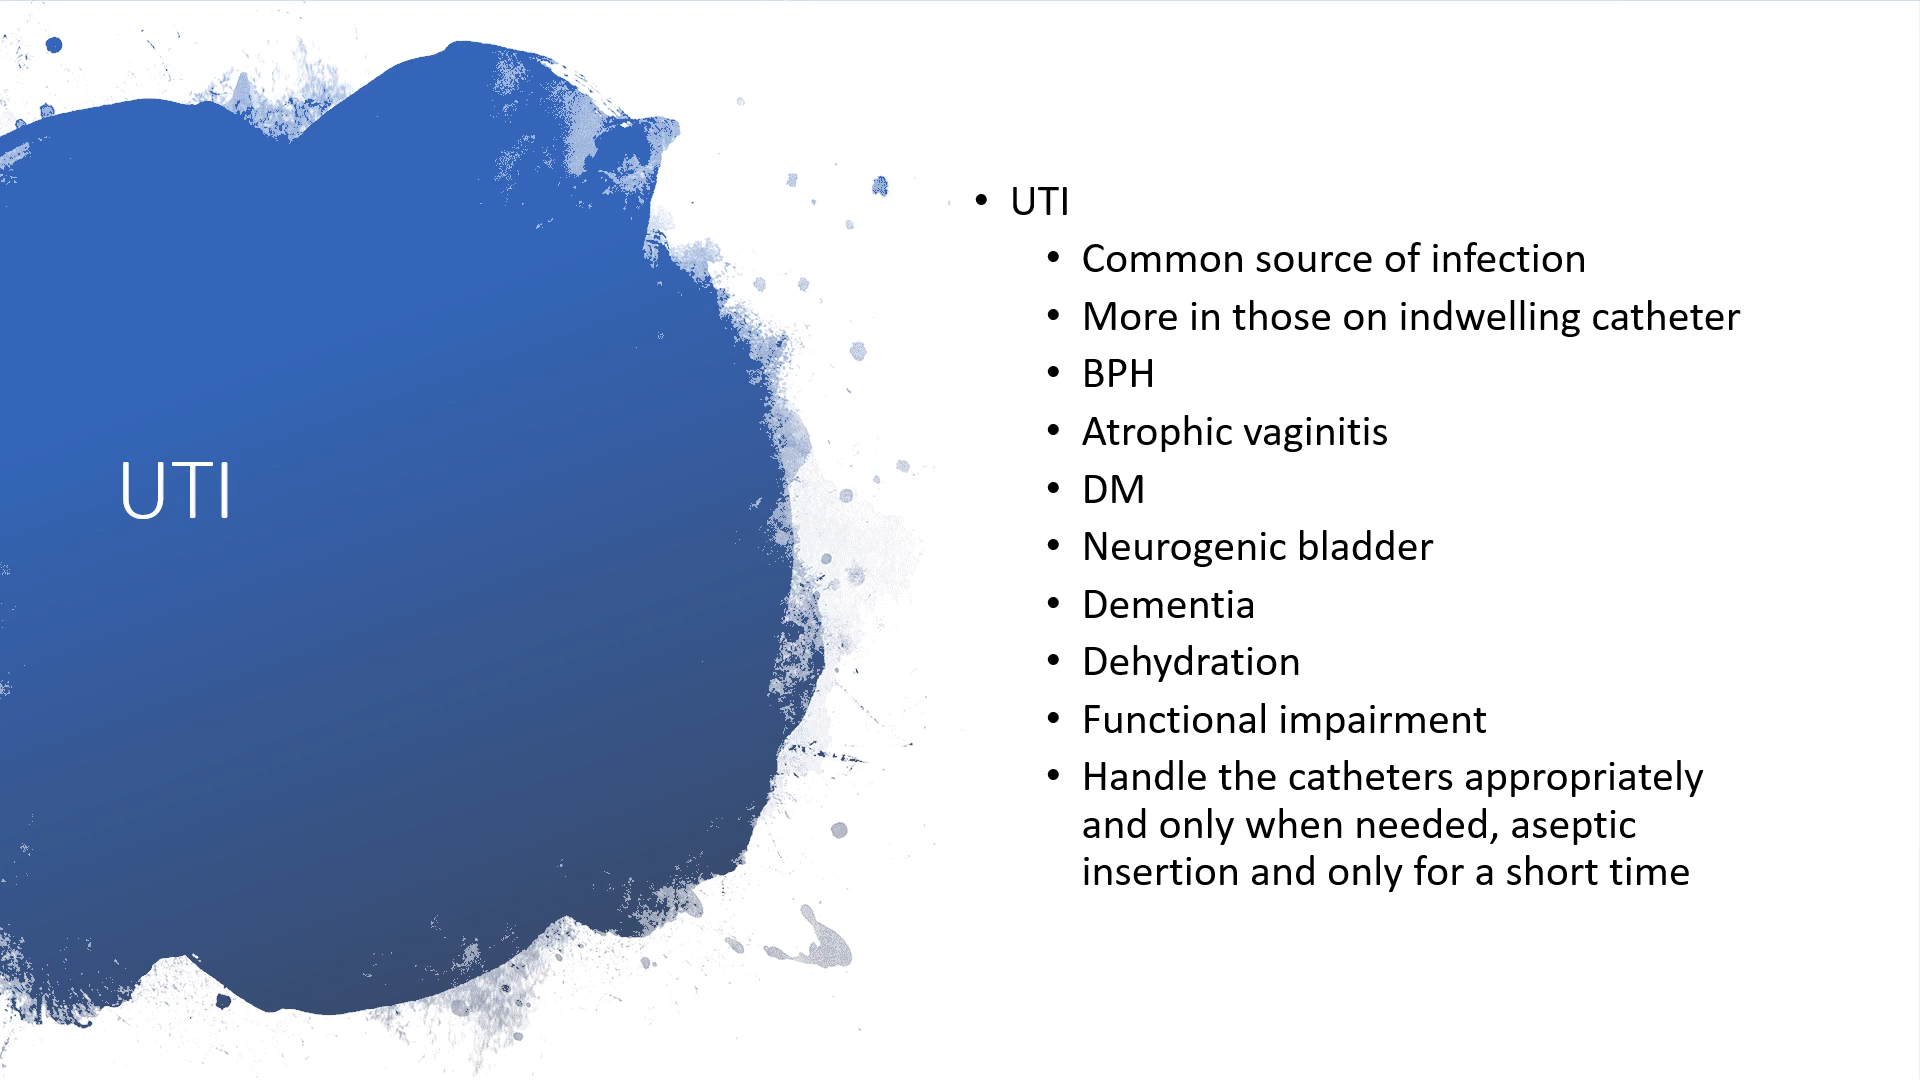 UTI
• UTI
• Common source of infection
• More in those on indwelling catheter
• BPH
• Atrophic vaginitis
• DM
• Neurogenic bladder
• Dementia
• Dehydration
• Functional impairment
• Handle the catheters appropriately
and only when needed, aseptic
insertion and only for a short time